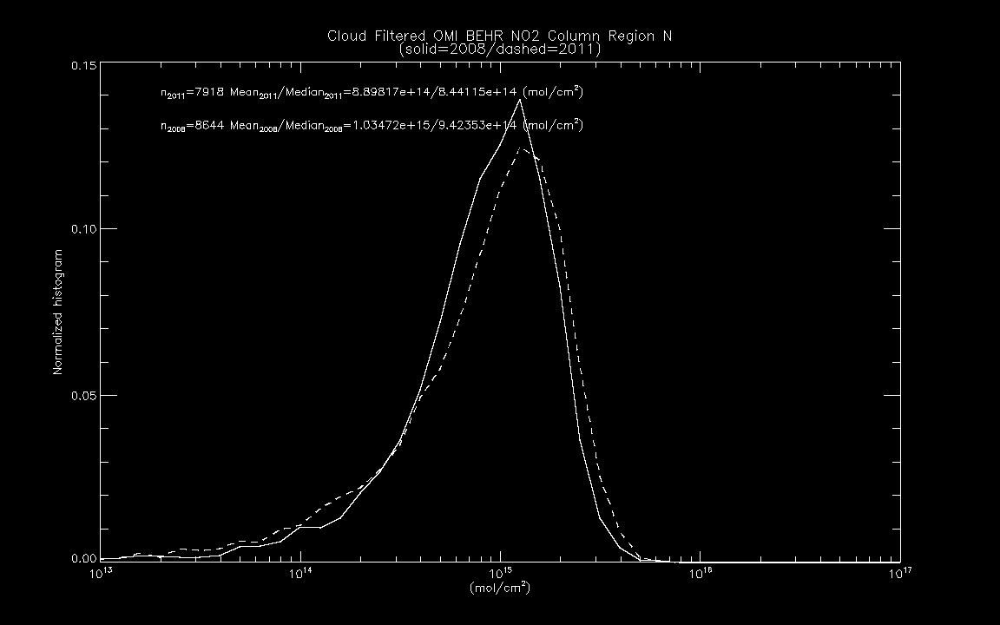 Cloud Filtered OMI BEHR NO2 Column Region N
(solid=2008/dashed=2011)
0.15
n2011=7918 Mean2011/Median2011=8.89817e+14/8.44115e+14 (mol/cm2)
n2008=8644 Mean2008/Median2008=1.03472e+15/9.42353e+14 (mol/cm2)
0.10
Normalized histogram
0.05
0.00
10^13 10^14 10^15 10^16 10^17
(mol/cm2)